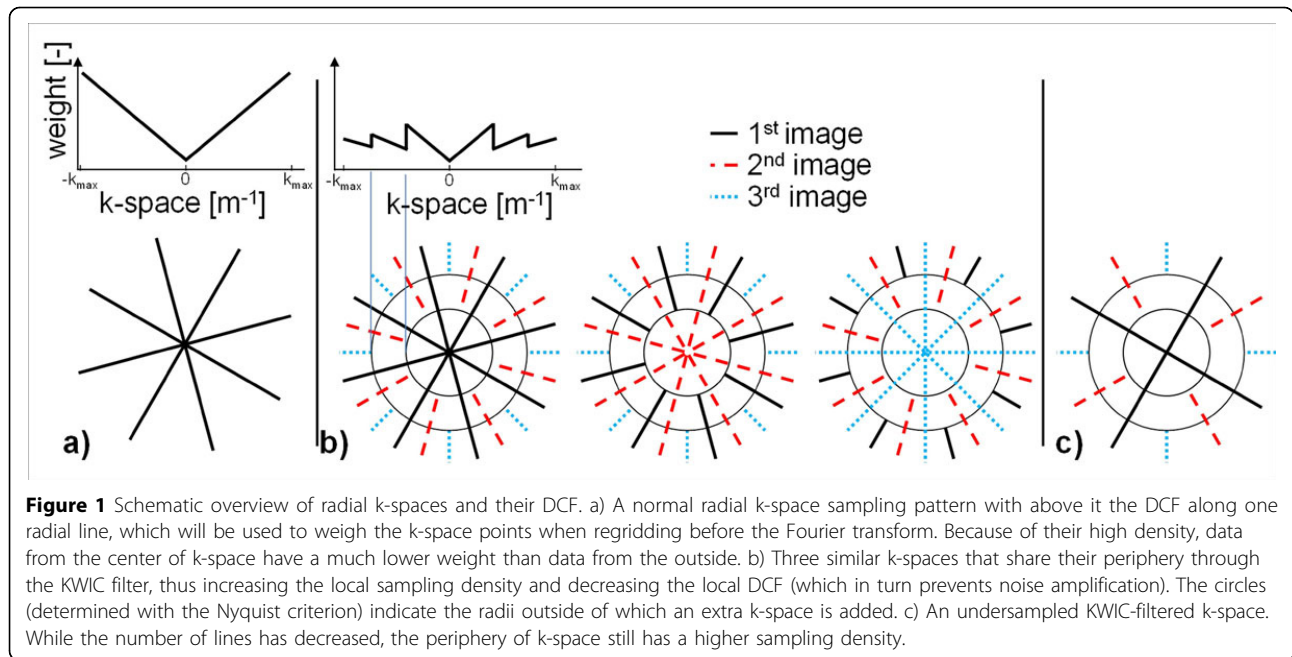 weight [-]
-kmax
0
kmax
k-space [m-1]
-kmax
0
kmax
k-space [m-1]
1st image
2nd image
3rd image
a)
b)
c)
Figure 1 Schematic overview of radial k-spaces and their DCF. a) A normal radial k-space sampling pattern with above it the DCF along one
radial line, which will be used to weigh the k-space points when regridding before the Fourier transform. Because of their high density, data
from the center of k-space have a much lower weight than data from the outside. b) Three similar k-spaces that share their periphery through
the KWIC filter, thus increasing the local sampling density and decreasing the local DCF (which in turn prevents noise amplification). The circles
(determined with the Nyquist criterion) indicate the radii outside of which an extra k-space is added. c) An undersampled KWIC-filtered k-space.
While the number of lines has decreased, the periphery of k-space still has a higher sampling density.